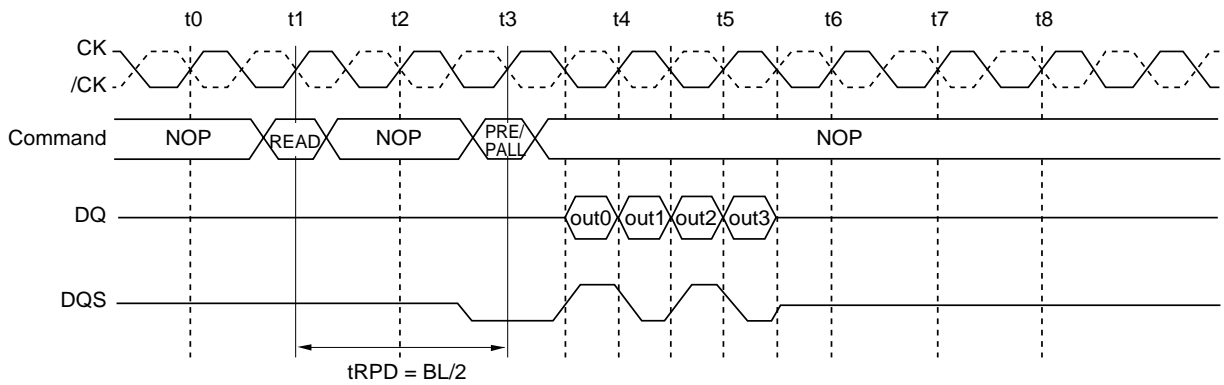 t0 t1 t2 t3 t4 t5 t6 t7 t8
CK
/CK
Command NOP READ NOP PRE/ PALL NOP
DQ out0 out1 out2 out3
DQS
tRPD = BL/2